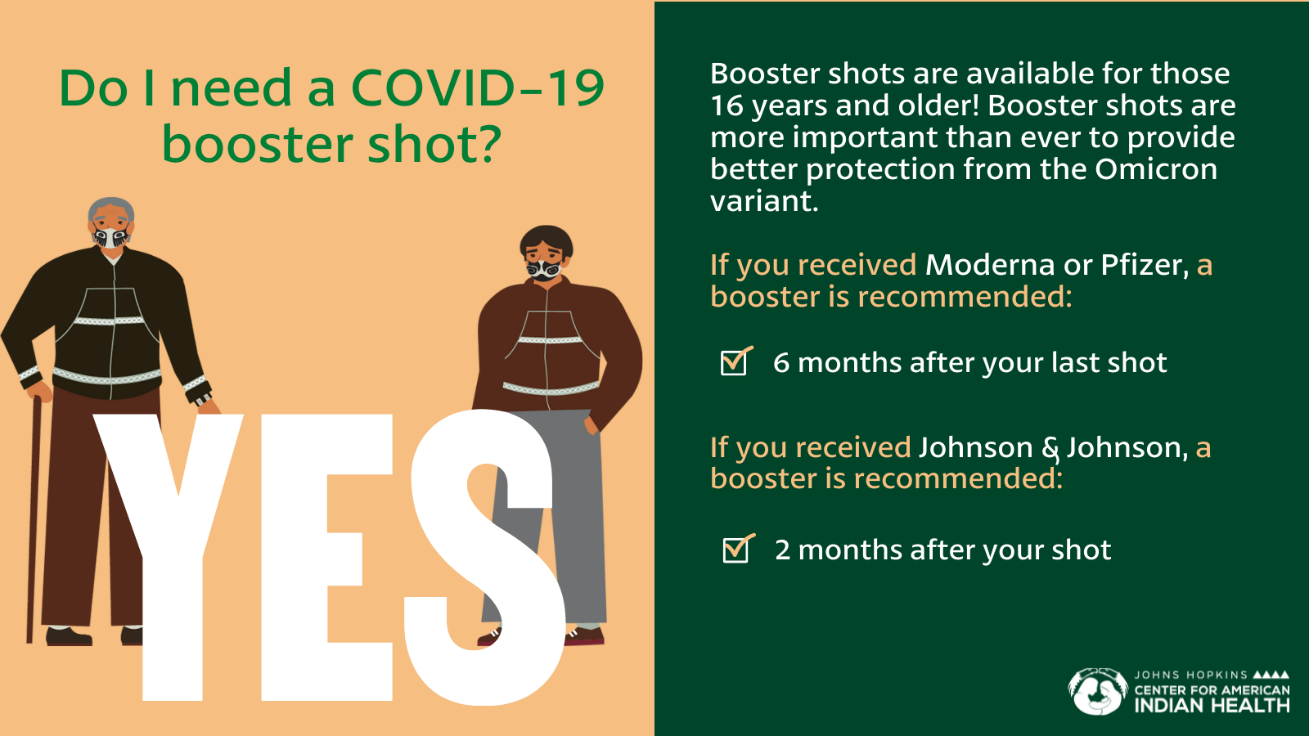 Do I need a COVID-19
booster shot?
YES
Booster shots are available for those
16 years and older! Booster shots are
more important than ever to provide
better protection from the Omicron
variant.
If you received Moderna or Pfizer, a
booster is recommended:
6 months after your last shot
If you received Johnson & Johnson, a
booster is recommended:
2 months after your shot
JOHNS HOPKINS
CENTER FOR AMERICAN
INDIAN HEALTH